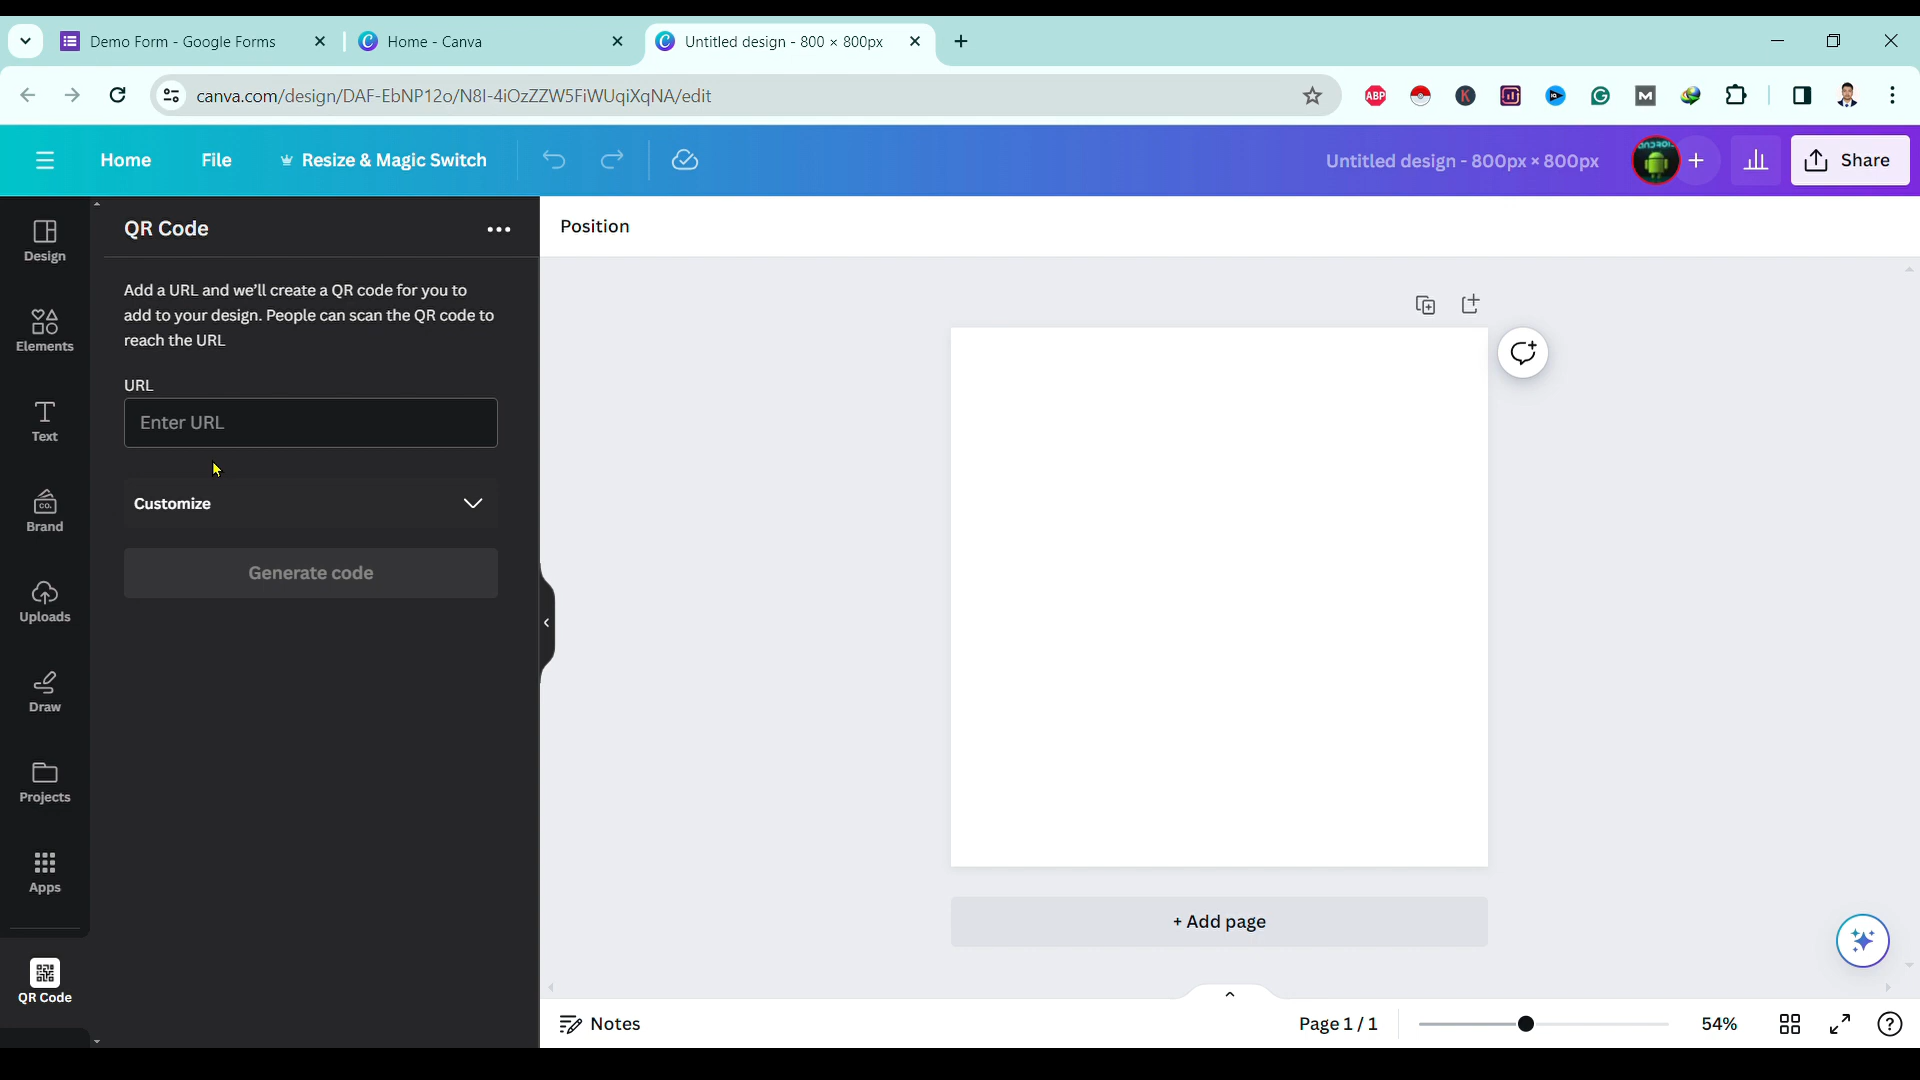 Demo Form - Google Forms
Home - Canva
Untitled design - 800 × 800px
canva.com/design/DAF-EbNP12o/N8I-4iOzZZW5FiWUqiXqNA/edit
ABP
K
IQ
G
M
Home
File
Resize & Magic Switch
Untitled design - 800px × 800px
ANDROID
Share
Design
Elements
Text
CO.
Brand
Uploads
Draw
Projects
Apps
QR Code
QR Code
Add a URL and we'll create a QR code for you to
add to your design. People can scan the QR code to
reach the URL
URL
Enter URL
Customize
Generate code
Position
+ Add page
Notes
Page 1 / 1
54%